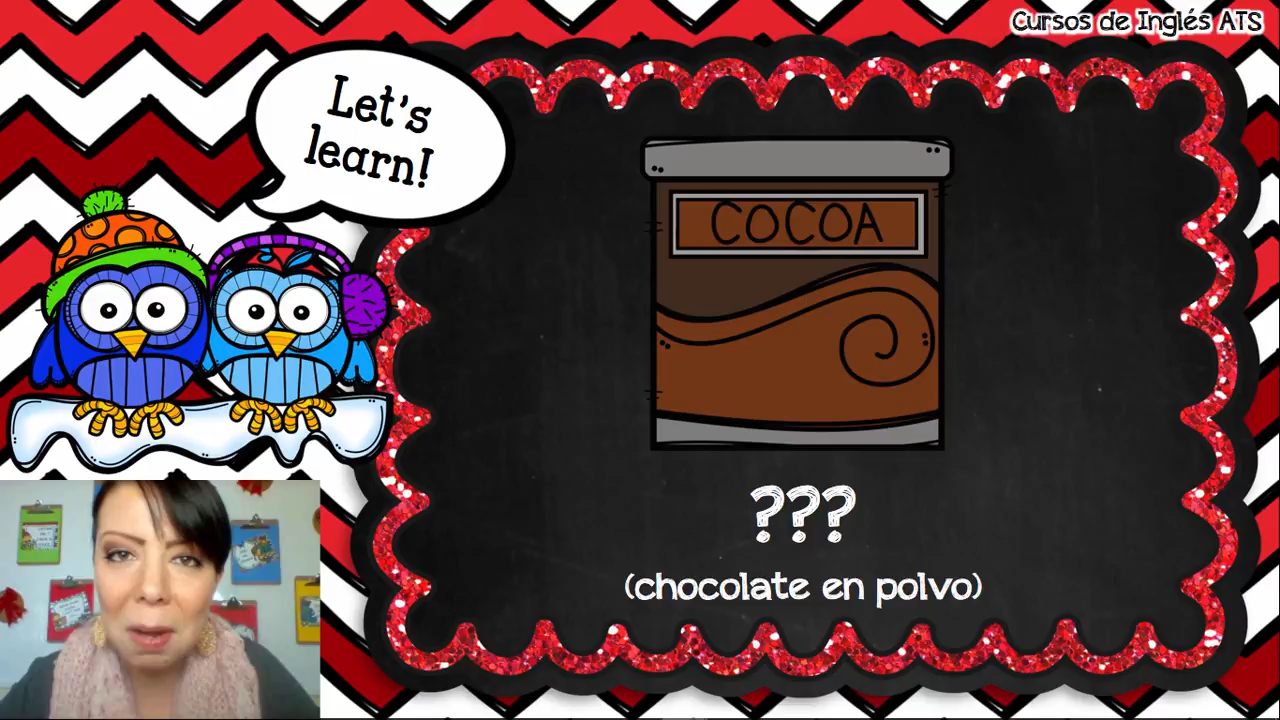 Cursos de Inglés ATS
Let's
learn!
COCOA
???
(chocolate en polvo)